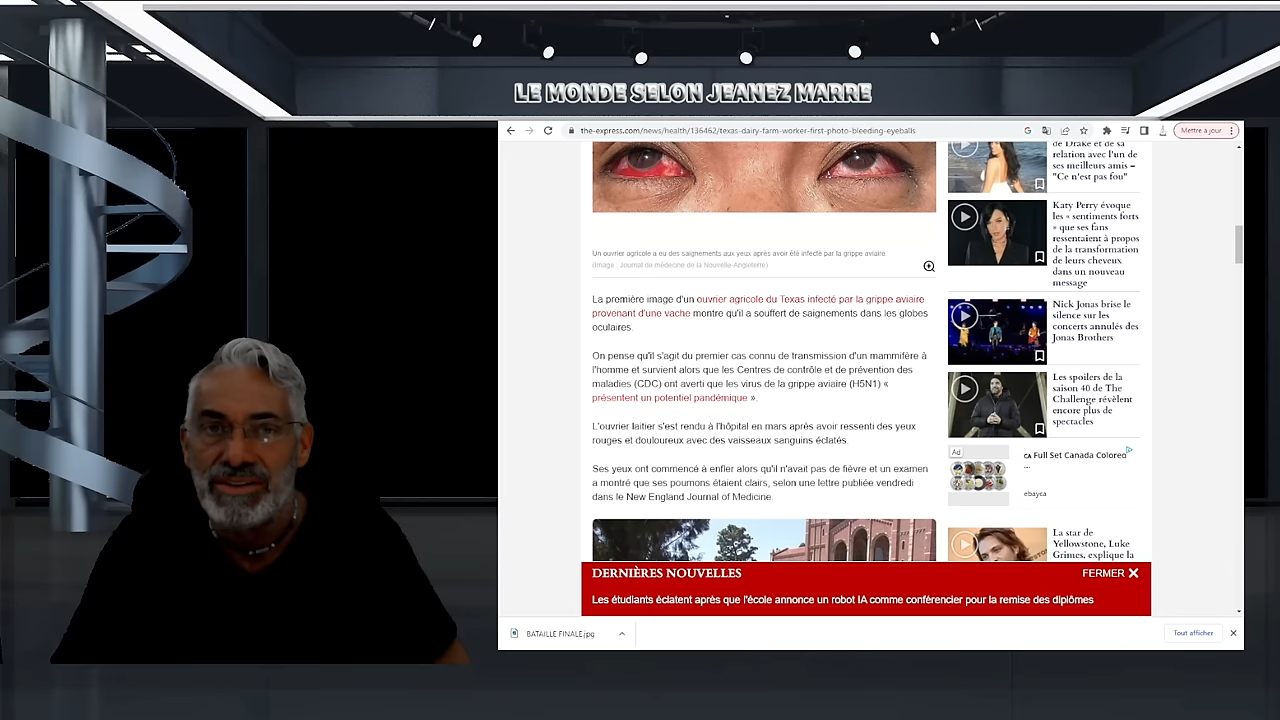 LE MONDE SELON JEANEZ MARRE
the-express.com/news/health/136462/texas-dairy-farm-worker-first-photo-bleeding-eyeballs
Mettre à jour
Un ouvrier agricole a eu des saignements aux yeux après avoir été infecté par la grippe aviaire.
(Image : Journal de médecine de la Nouvelle-Angleterre)
La première image d'un ouvrier agricole du Texas infecté par la grippe aviaire
provenant d'une vache montre qu'il a souffert de saignements dans les globes
oculaires.
On pense qu'il s'agit du premier cas connu de transmission d'un mammifère à
l'homme et survient alors que les Centres de contrôle et de prévention des
maladies (CDC) ont averti que les virus de la grippe aviaire (H5N1) «
présentent un potentiel pandémique ».
L'ouvrier laitier s'est rendu à l'hôpital en mars après avoir ressenti des yeux
rouges et douloureux avec des vaisseaux sanguins éclatés.
Ses yeux ont commencé à enfler alors qu'il n'avait pas de fièvre et un examen
a montré que ses poumons étaient clairs, selon une lettre publiée vendredi
dans le New England Journal of Medicine.
de Drake et de sa
relation avec l'un de
ses meilleurs amis –
"Ce n'est pas fou"
Katy Perry évoque
les « sentiments forts
» que ses fans
ressentaient à propos
de la transformation
de leurs cheveux
dans un nouveau
message
Nick Jonas brise le
silence sur les
concerts annulés des
Jonas Brothers
Les spoilers de la
saison 40 de The
Challenge révèlent
encore plus de
spectacles
Ad
CA Full Set Canada Coloreo
...
ebayca
La star de
Yellowstone, Luke
Grimes, explique la
DERNIÈRES NOUVELLES
FERMER
Les étudiants éclatent après que l'école annonce un robot IA comme conférencier pour la remise des diplômes
BATAILLE FINALE.jpg
Tout afficher